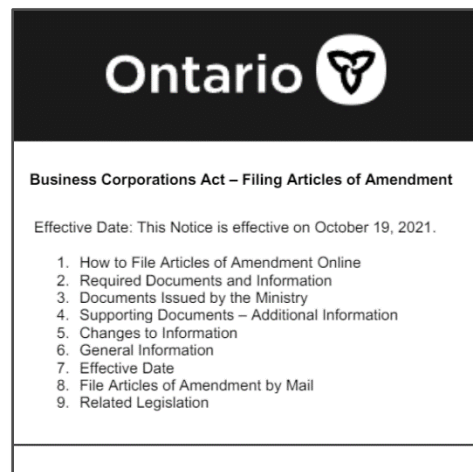 Ontario
Business Corporations Act – Filing Articles of Amendment
Effective Date: This Notice is effective on October 19, 2021.
1. How to File Articles of Amendment Online
2. Required Documents and Information
3. Documents Issued by the Ministry
4. Supporting Documents – Additional Information
5. Changes to Information
6. General Information
7. Effective Date
8. File Articles of Amendment by Mail
9. Related Legislation